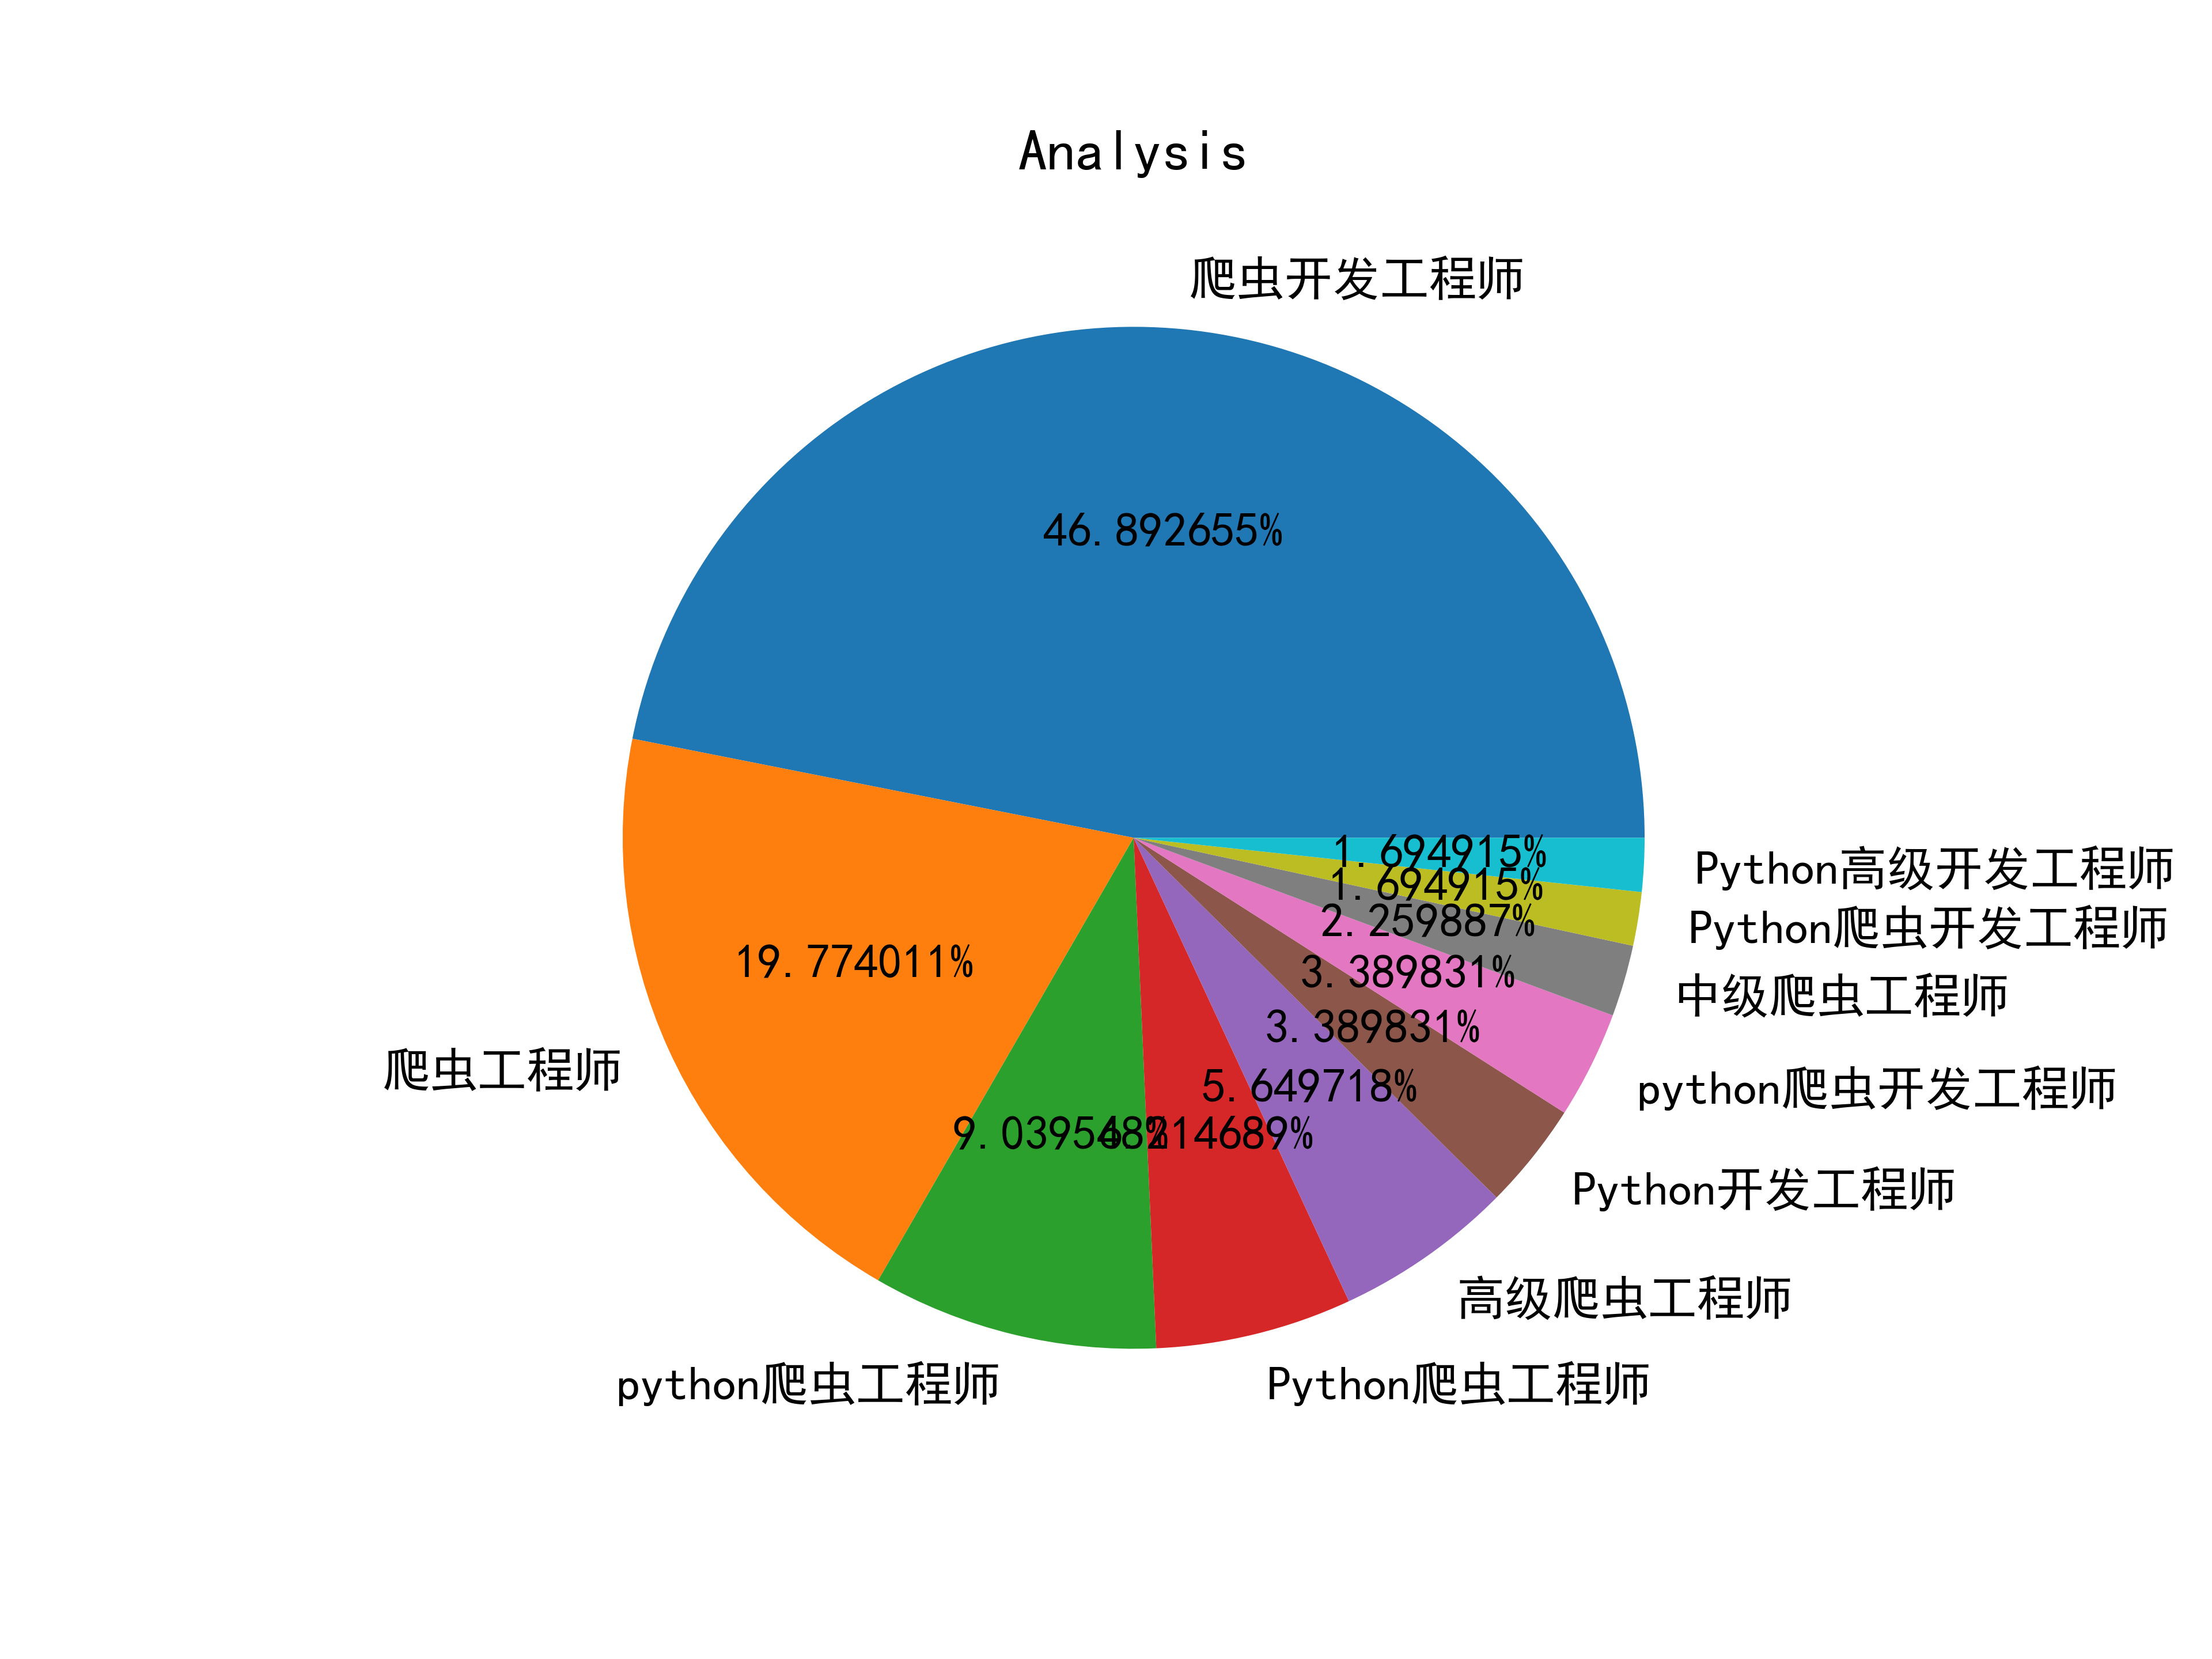 Analysis
爬虫开发工程师
46.892655%
1.694915%
Python高级开发工程师
1.694915%
Python爬虫开发工程师
2.259887%
中级爬虫工程师
19.774011%
3.389831%
3.389831%
爬虫工程师
python爬虫开发工程师
5.649718%
9.039548%
6.214689%
Python开发工程师
高级爬虫工程师
python爬虫工程师
Python爬虫工程师